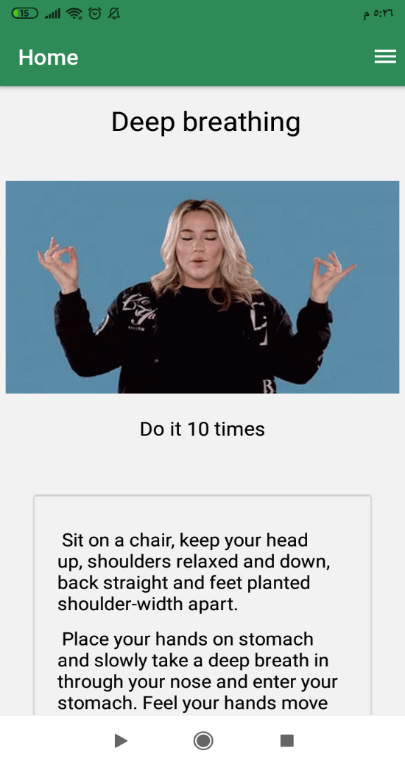 15
٥:٢٦ م
Home
Deep breathing
Do it 10 times
Sit on a chair, keep your head
up, shoulders relaxed and down,
back straight and feet planted
shoulder-width apart.
Place your hands on stomach
and slowly take a deep breath in
through your nose and enter your
stomach. Feel your hands move